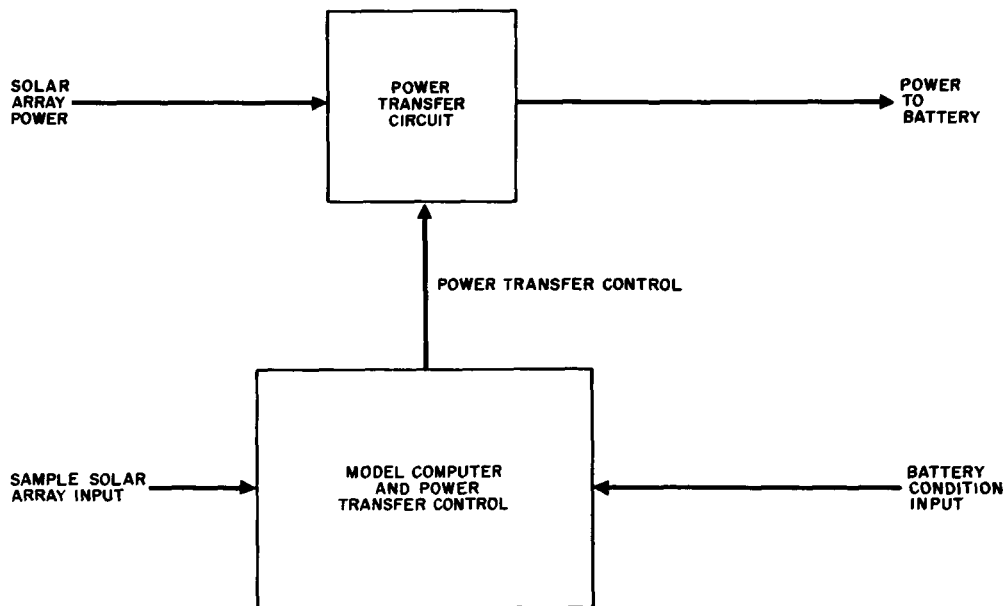 SOLAR
ARRAY
POWER
POWER
TRANSFER
CIRCUIT
POWER
TO
BATTERY
POWER TRANSFER CONTROL
SAMPLE SOLAR
ARRAY INPUT
MODEL COMPUTER
AND POWER
TRANSFER CONTROL
BATTERY
CONDITION
INPUT